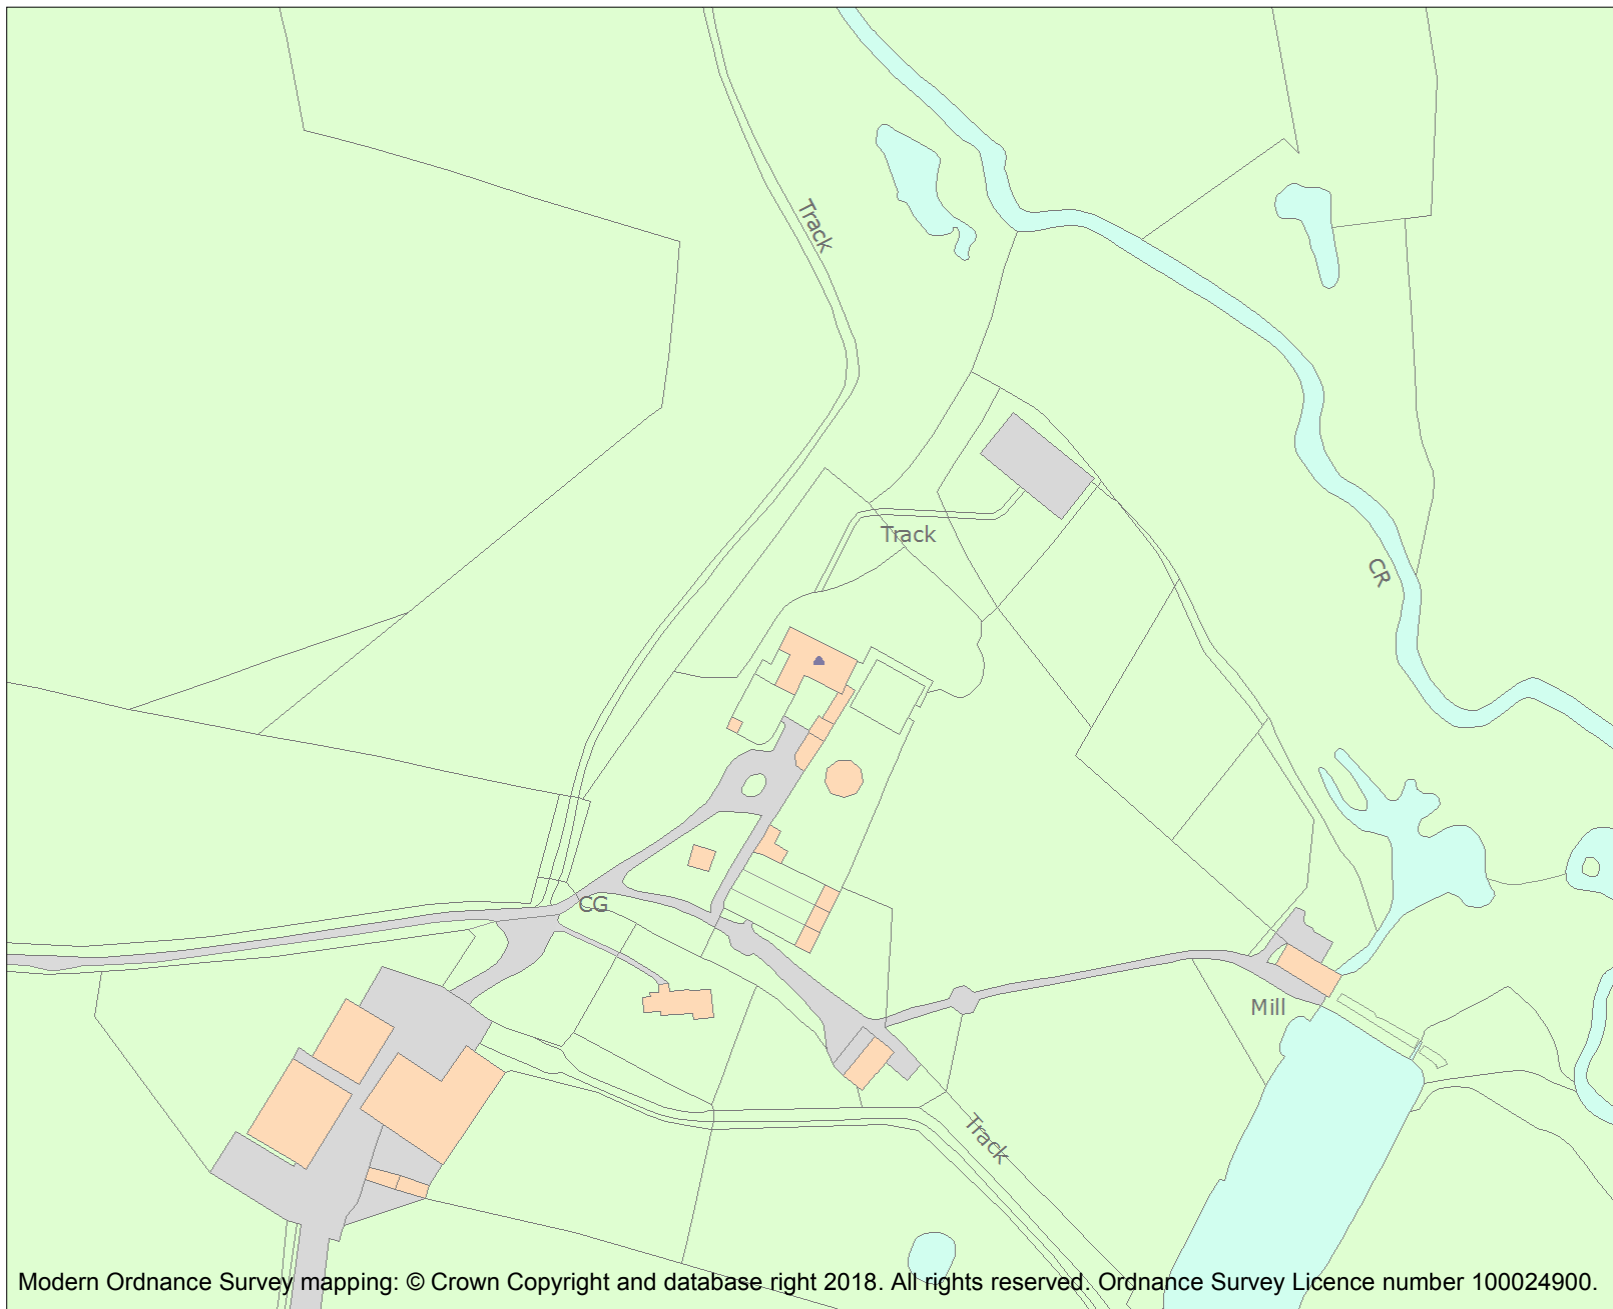 Track
Track
CR
CG
Mill
Track
Modern Ordnance Survey mapping: © Crown Copyright and database right 2018. All rights reserved. Ordnance Survey Licence number 100024900.